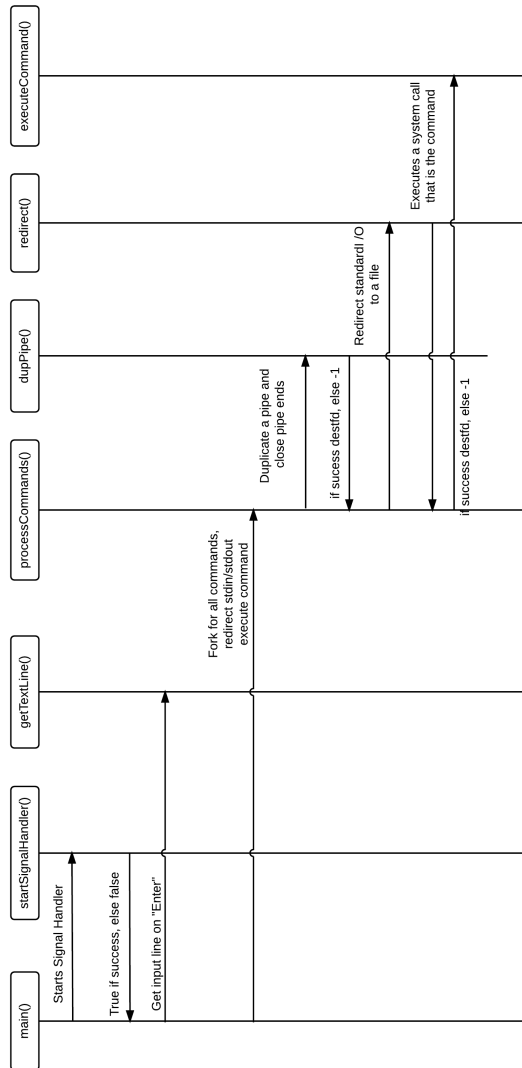 main()
startSignalHandler()
getTextLine()
processCommands()
dupPipe()
redirect()
executeCommand()
Starts Signal Handler
True if success, else false
Get input line on "Enter"
Fork for all commands,
redirect stdin/stdout
execute command
Duplicate a pipe and
close pipe ends
if sucess destfd, else -1
Redirect standardI /O
to a file
if success destfd, else -1
Executes a system call
that is the command